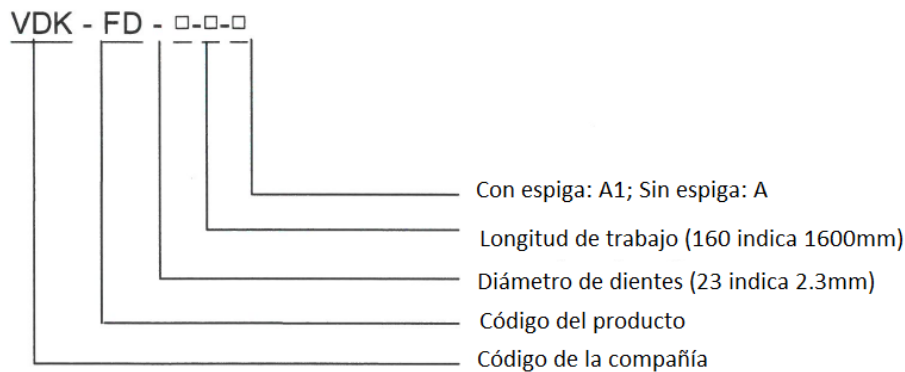 VDK - FD - □-□-□
Con espiga: A1; Sin espiga: A
Longitud de trabajo (160 indica 1600mm)
Diámetro de dientes (23 indica 2.3mm)
Código del producto
Código de la compañía